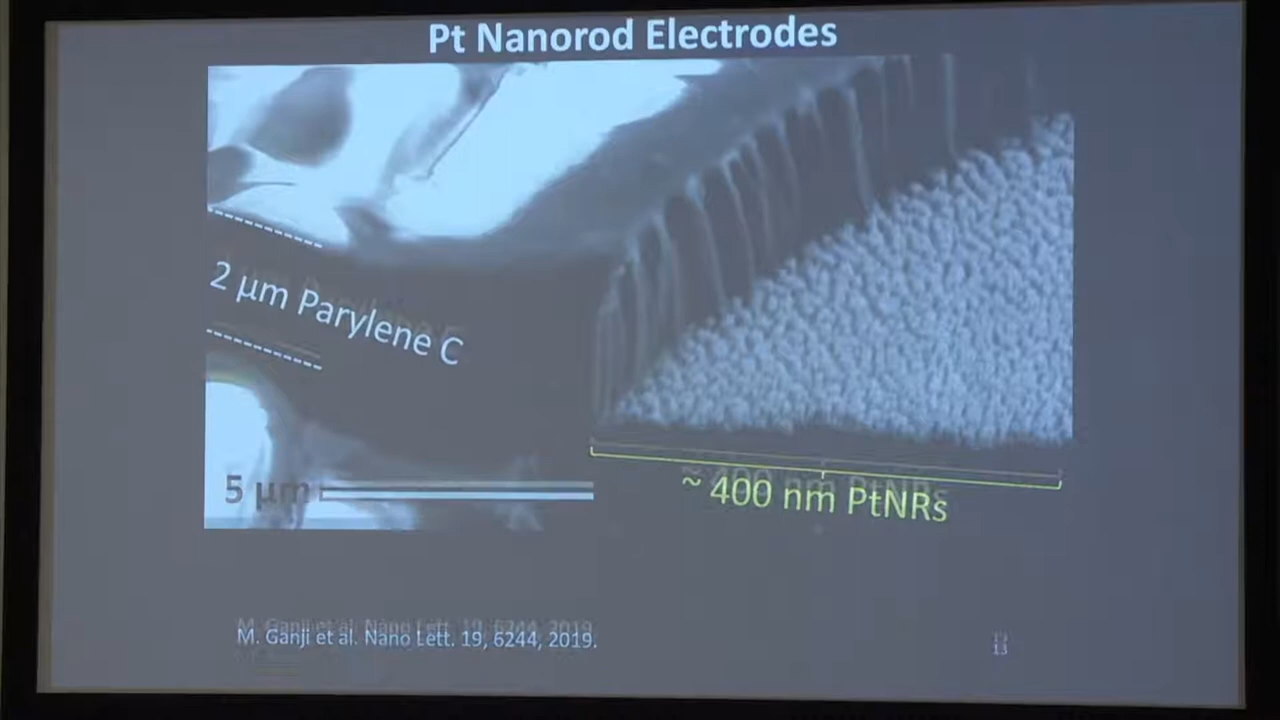 Pt Nanorod Electrodes
2 μm Parylene C
5 μm
~ 400 nm PtNRs
M. Ganji et al. Nano Lett. 19, 6244, 2019.
13